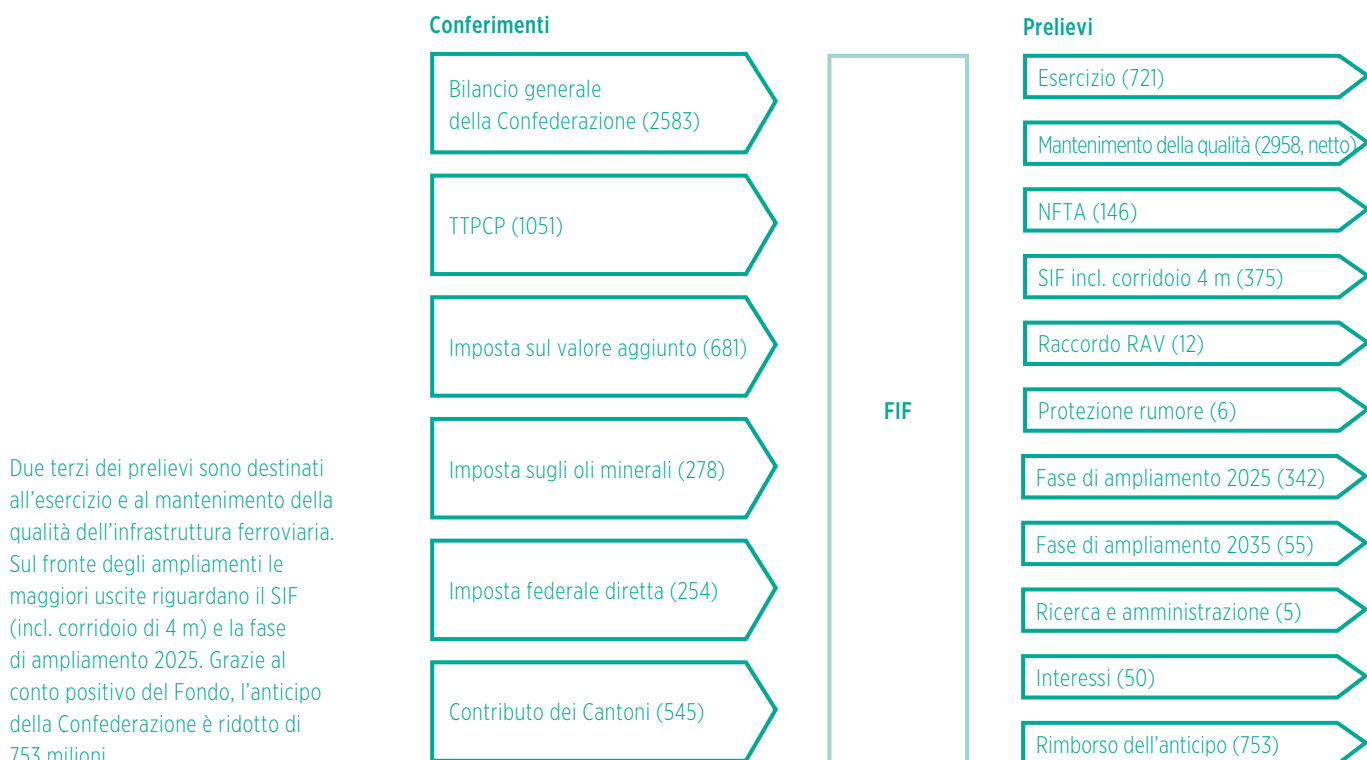 Conferimenti
Bilancio generale
della Confederazione (2583)
TTPCP (1051)
Imposta sul valore aggiunto (681)
Imposta sugli oli minerali (278)
Imposta federale diretta (254)
Contributo dei Cantoni (545)
FIF
Prelievi
Esercizio (721)
Mantenimento della qualità (2958, netto)
NFTA (146)
SIF incl. corridoio 4 m (375)
Raccordo RAV (12)
Protezione rumore (6)
Fase di ampliamento 2025 (342)
Fase di ampliamento 2035 (55)
Ricerca e amministrazione (5)
Interessi (50)
Rimborso dell'anticipo (753)
Due terzi dei prelievi sono destinati
all'esercizio e al mantenimento della
qualità dell'infrastruttura ferroviaria.
Sul fronte degli ampliamenti le
maggiori uscite riguardano il SIF
(incl. corridoio di 4 m) e la fase
di ampliamento 2025. Grazie al
conto positivo del Fondo, l'anticipo
della Confederazione è ridotto di
753 milioni